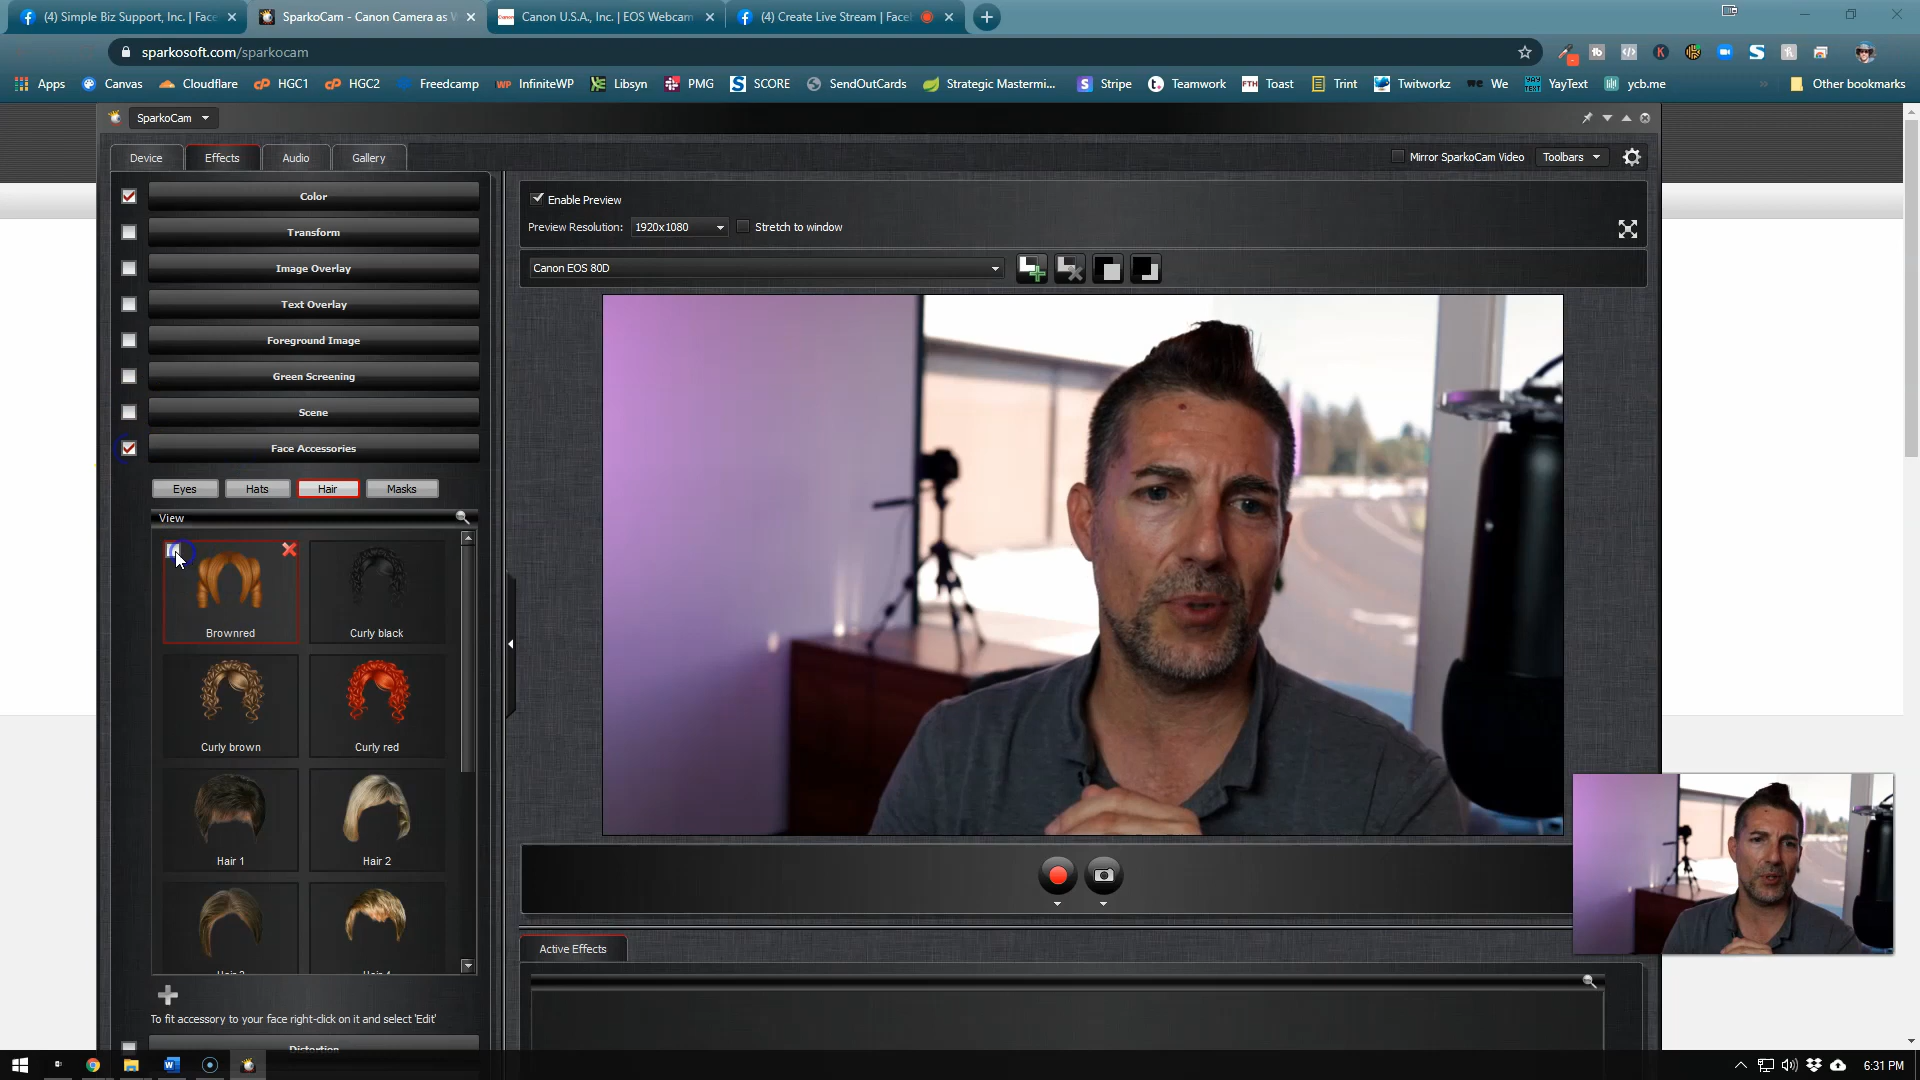 (4) Simple Biz Support, Inc. | Face
SparkoCam - Canon Camera as W
Canon U.S.A., Inc. | EOS Webcam
(4) Create Live Stream | Face
sparkosoft.com/sparkocam
Apps
Canvas
Cloudflare
HGC1
HGC2
Freedcamp
InfiniteWP
Libsyn
PMG
SCORE
SendOutCards
Strategic Mastermi...
Stripe
Teamwork
Toast
Trint
Twitworkz
We
YayText
ycb.me
Other bookmarks
SparkoCam
Device
Effects
Audio
Gallery
Mirror SparkoCam Video
Toolbars
Color
Transform
Image Overlay
Text Overlay
Foreground Image
Green Screening
Scene
Face Accessories
Eyes
Hats
Hair
Masks
View
Brownred
Curly black
Curly brown
Curly red
Hair 1
Hair 2
To fit accessory to your face right-click on it and select 'Edit'
Distortion
Enable Preview
Preview Resolution: 1920x1080
Stretch to window
Canon EOS 80D
Active Effects
6:31 PM